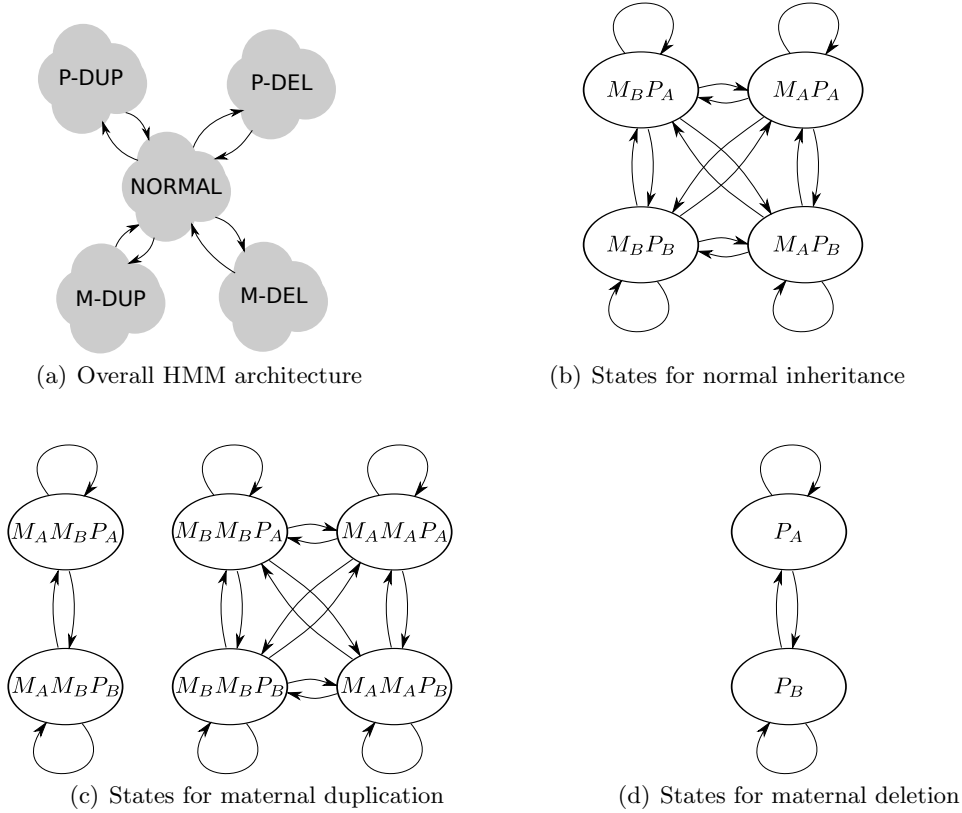 P-DUP
P-DEL
NORMAL
M-DUP
M-DEL
(a) Overall HMM architecture
M_B P_A
M_A P_A
M_B P_B
M_A P_B
(b) States for normal inheritance
M_A M_B P_A
M_B M_B P_A
M_A M_A P_A
M_A M_B P_B
M_B M_B P_B
M_A M_A P_B
(c) States for maternal duplication
P_A
P_B
(d) States for maternal deletion